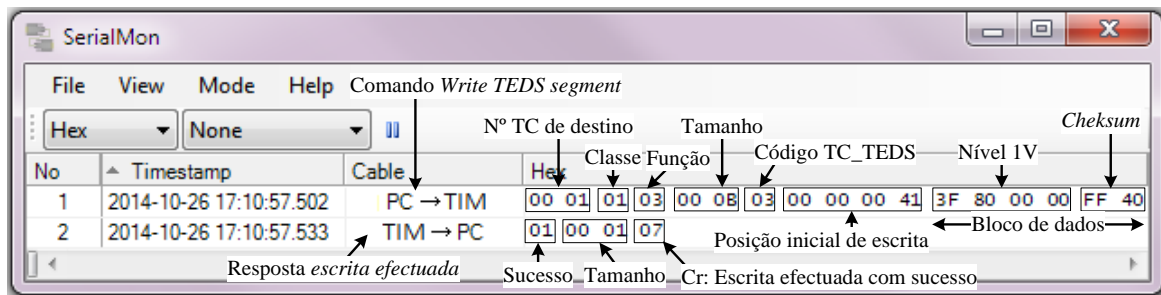 SerialMon
File View Mode Help Comando Write TEDS segment
Hex None Nº TC de destino Tamanho Cheksum
Classe Função Código TC_TEDS Nível 1V
No Timestamp Cable Hex
1 2014-10-26 17:10:57.502 PC → TIM 00 01 01 03 00 0B 03 00 00 00 41 3F 80 00 00 FF 40
2 2014-10-26 17:10:57.533 TIM → PC 01 00 01 07 Posição inicial de escrita Bloco de dados
Resposta escrita efectuada Sucesso Tamanho Cr: Escrita efectuada com sucesso